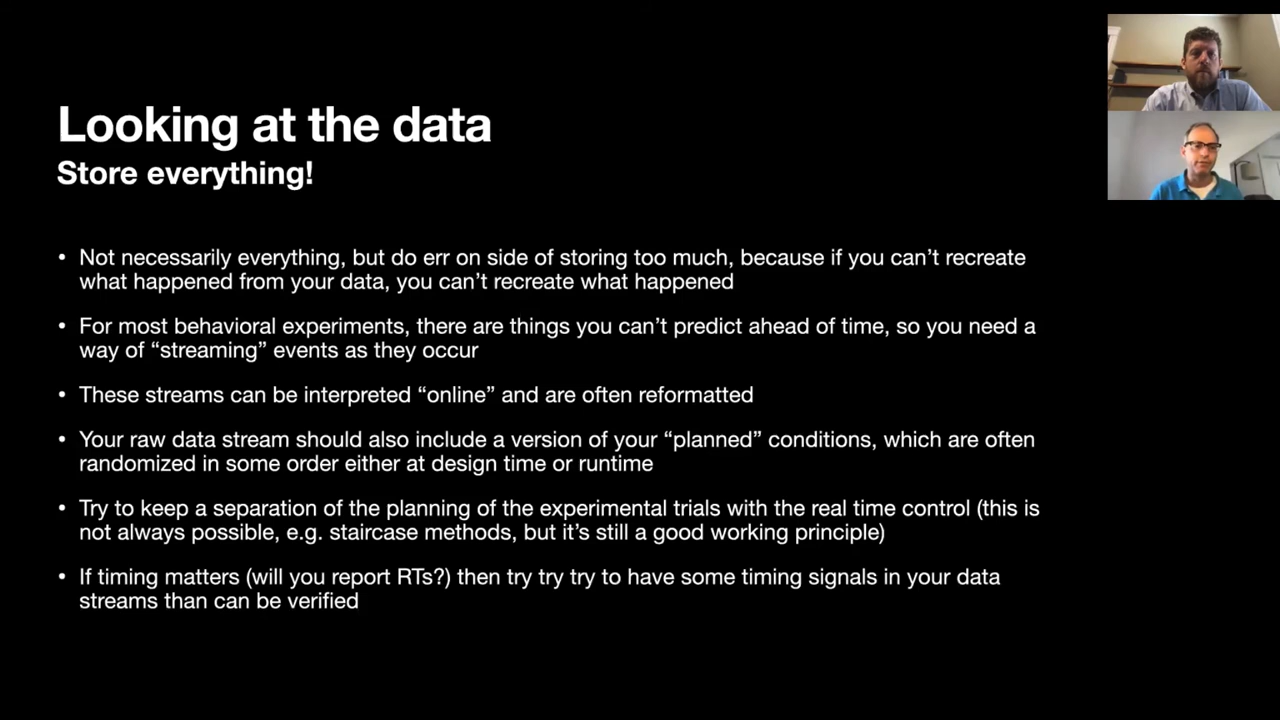 Looking at the data
Store everything!
• Not necessarily everything, but do err on side of storing too much, because if you can’t recreate
what happened from your data, you can’t recreate what happened
• For most behavioral experiments, there are things you can’t predict ahead of time, so you need a
way of “streaming” events as they occur
• These streams can be interpreted “online” and are often reformatted
• Your raw data stream should also include a version of your “planned” conditions, which are often
randomized in some order either at design time or runtime
• Try to keep a separation of the planning of the experimental trials with the real time control (this is
not always possible, e.g. staircase methods, but it’s still a good working principle)
• If timing matters (will you report RTs?) then try try try to have some timing signals in your data
streams than can be verified